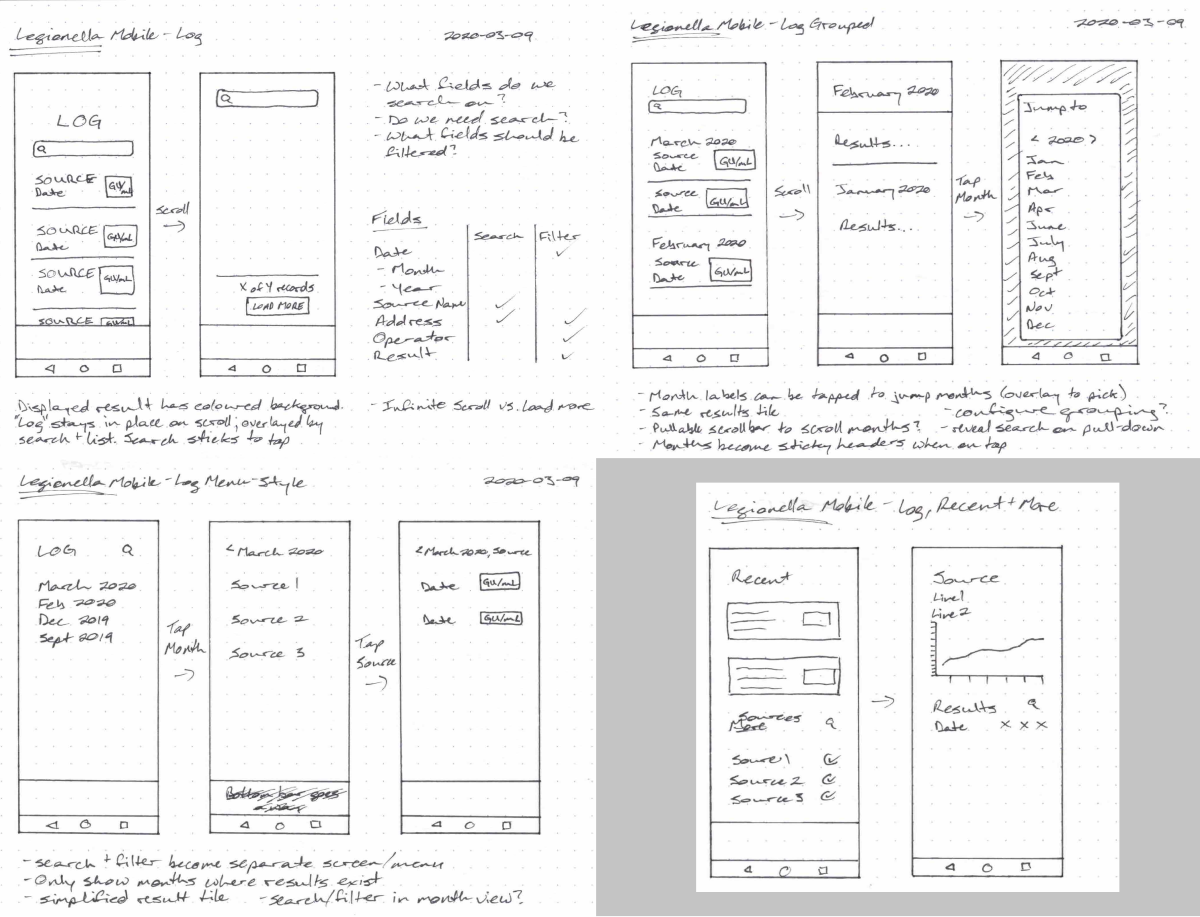 Legionella Mobile - Log
2020-03-09
LOG
SOURCE
Date
GU/mL
SOURCE
Date
GU/mL
SOURCE
Date
GU/mL
SOURCE GU/mL
Scroll
X of Y records
LOAD MORE
- What fields do we
search on?
- Do we need search?
- What fields should be
filtered?
Fields
Search Filter
Date ✓
- Month
- Year
Source Name ✓
Address ✓ ✓
Operator ✓
Result ✓
Displayed result has coloured background.
"Log" stays in place on scroll; overlayed by
search + list. Search sticks to top
- Infinite Scroll vs. Load more
Legionella Mobile - Log Grouped
2020-03-09
LOG
March 2020
Source
Date
GU/mL
Source
Date
GU/mL
February 2020
Source
Date
GU/mL
Scroll
February 2020
Results...
January 2020
Results...
Tap
Month
Jump to
< 2020 >
Jan
Feb
Mar
Apr
June
July
Aug
Sept
Oct
Nov
Dec
- Month labels can be tapped to jump months (overlay to pick)
- Same results tile - configure grouping?
- Pullable scrollbar to scroll months? - reveal search on pull-down
- Months become sticky headers when on top
Legionella Mobile - Log Menu-Style
2020-03-09
LOG
March 2020
Feb 2020
Dec 2019
Sept 2019
Tap
Month
< March 2020
Source 1
Source 2
Source 3
Bottom bar goes
away
Tap
Source
< March 2020, Source
Date GU/mL
Date GU/mL
- search + filter become separate screen/menu
- Only show months where results exist
- simplified result tile - search/filter in month view?
Legionella Mobile - Log, Recent + More
Recent
Sources
More
Source 1
Source 2
Source 3
Source
Line 1
Line 2
Results
Date X X X